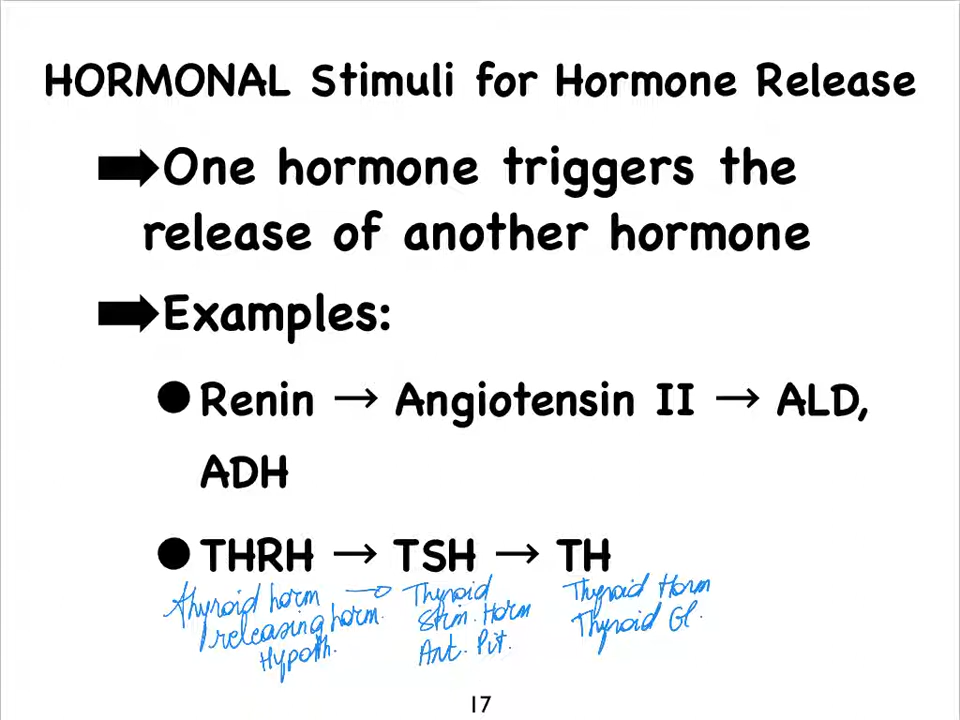 HORMONAL Stimuli for Hormone Release
➡One hormone triggers the
release of another hormone
➡Examples:
● Renin → Angiotensin II → ALD,
ADH
● THRH → TSH → TH
Thyroid horm → Thyroid Thyroid Horm
releasing horm. Stim. Horm Thyroid Gl.
Hypoth. Ant. Pit.
17